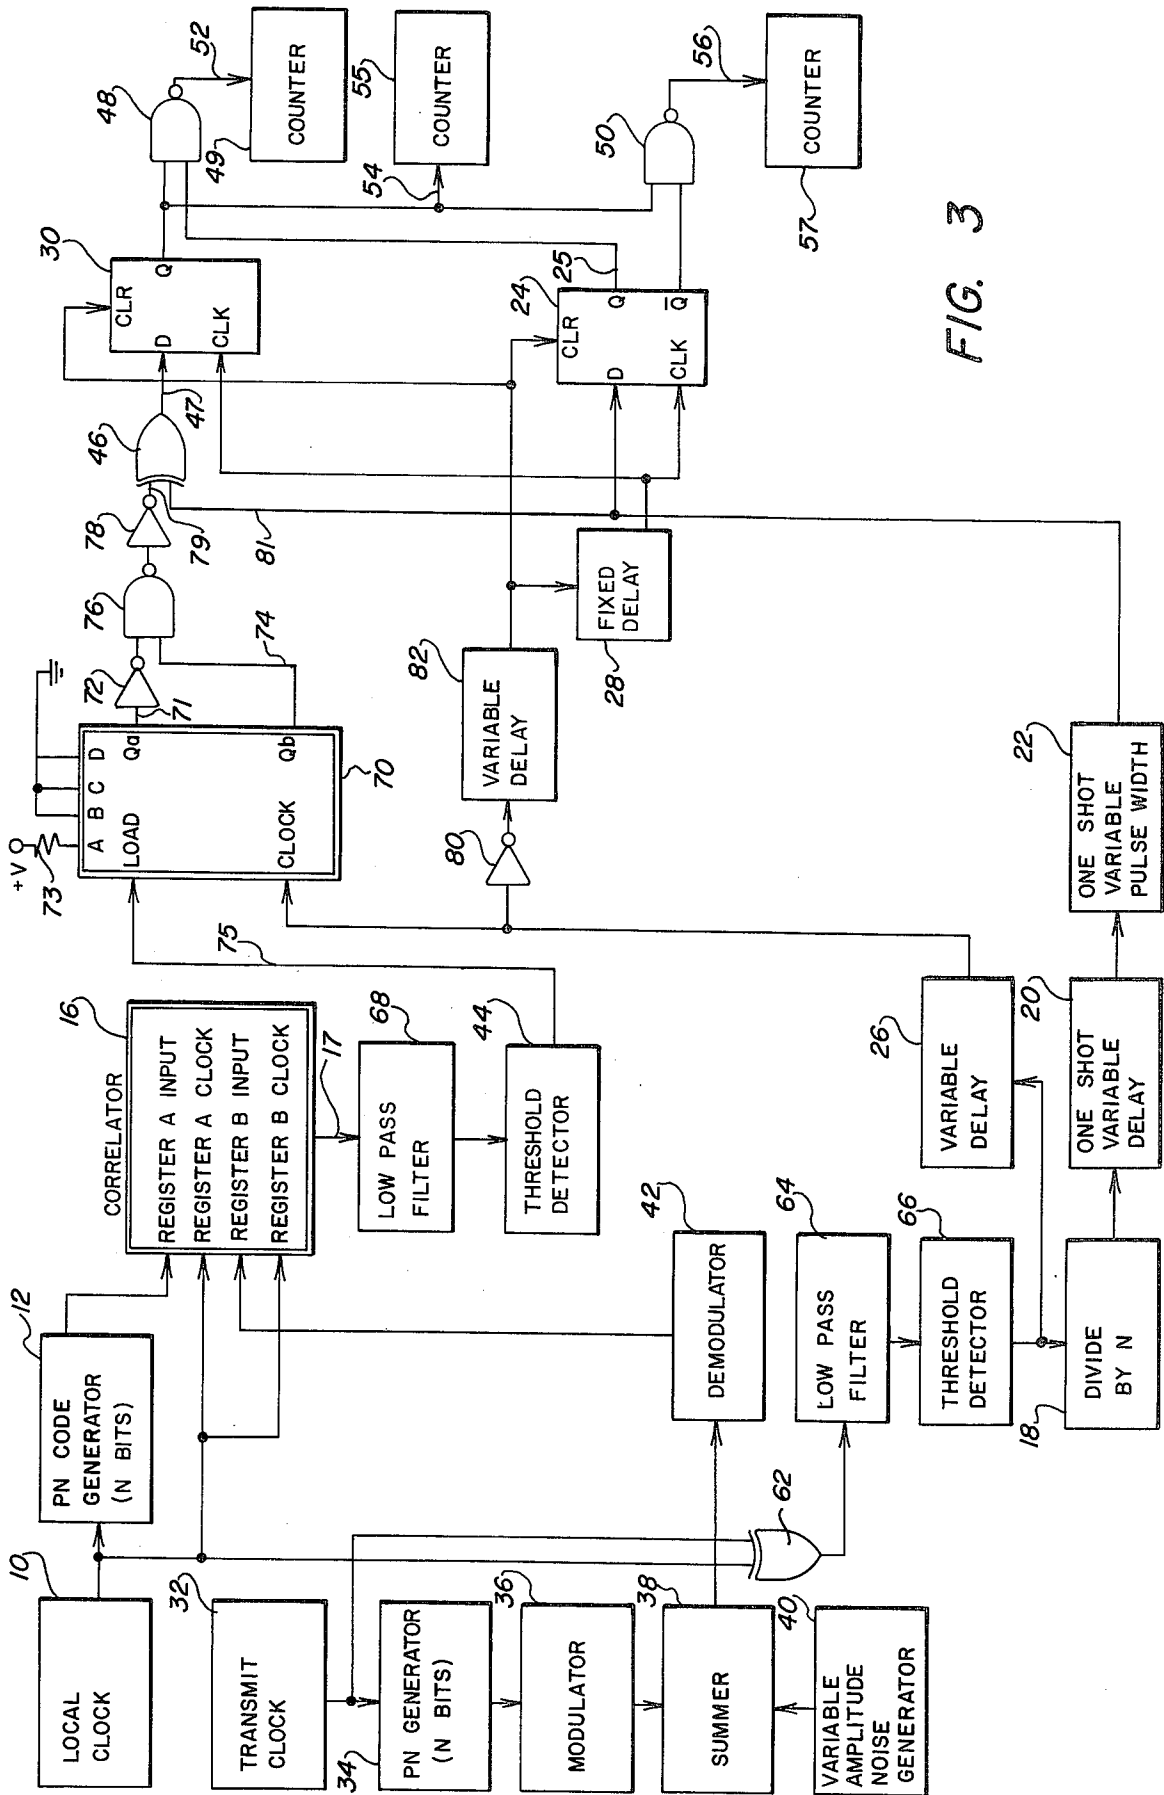 10
LOCAL
CLOCK
12
PN CODE
GENERATOR
(N BITS)
32
TRANSMIT
CLOCK
34
PN GENERATOR
(N BITS)
36
MODULATOR
38
SUMMER
40
VARIABLE
AMPLITUDE
NOISE
GENERATOR
62
CORRELATOR
16
REGISTER A INPUT
REGISTER A CLOCK
REGISTER B INPUT
REGISTER B CLOCK
17
LOW PASS
FILTER
68
THRESHOLD
DETECTOR
44
75
DEMODULATOR
42
LOW PASS
FILTER
64
THRESHOLD
DETECTOR
66
DIVIDE
BY N
18
VARIABLE
DELAY
26
ONE SHOT
VARIABLE
DELAY
20
ONE SHOT
VARIABLE
PULSE WIDTH
22
+V
73
A B C D
LOAD
Qa
CLOCK
Qb
70
71
72
74
76
78
79
80
81
VARIABLE
DELAY
82
FIXED
DELAY
28
46
47
30
CLR
D
Q
CLK
24
CLR
D
Q
CLK
Q̅
25
48
52
COUNTER
49
54
COUNTER
55
50
56
COUNTER
57
FIG. 3